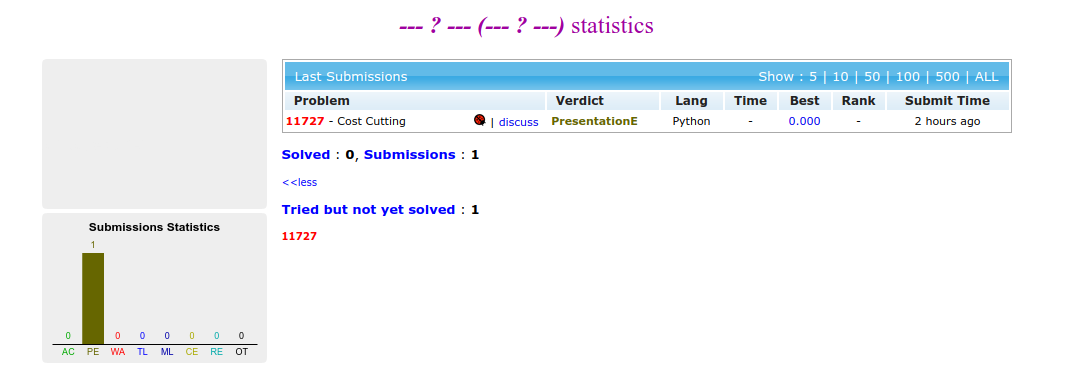 --- ? --- (--- ? ---) statistics
Last Submissions Show : 5 | 10 | 50 | 100 | 500 | ALL
Problem Verdict Lang Time Best Rank Submit Time
11727 - Cost Cutting | discuss PresentationE Python - 0.000 - 2 hours ago
Solved : 0, Submissions : 1
<<less
Tried but not yet solved : 1
11727
Submissions Statistics
1
0 0 0 0 0 0 0
AC PE WA TL ML CE RE OT